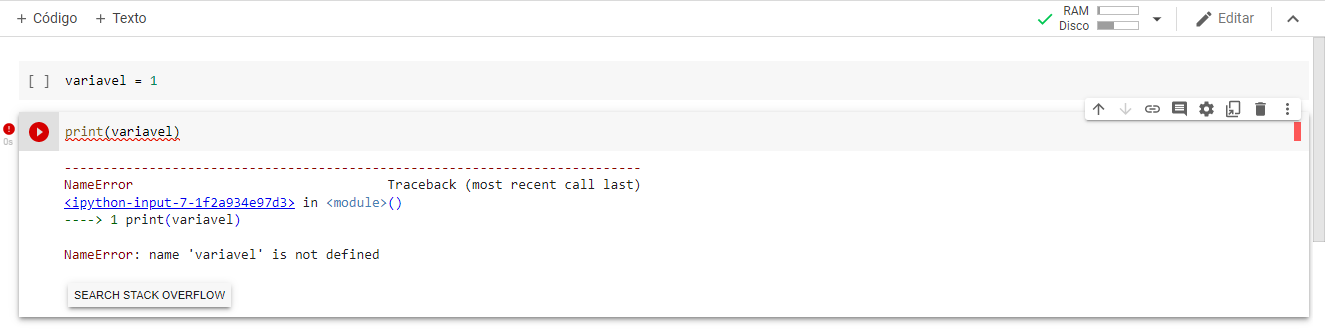 + Código + Texto RAM Disco Editar
[ ] variavel = 1
print(variavel)
0s
---------------------------------------------------------------------------
NameError Traceback (most recent call last)
<ipython-input-7-1f2a934e97d3> in <module>()
----> 1 print(variavel)
NameError: name 'variavel' is not defined
SEARCH STACK OVERFLOW